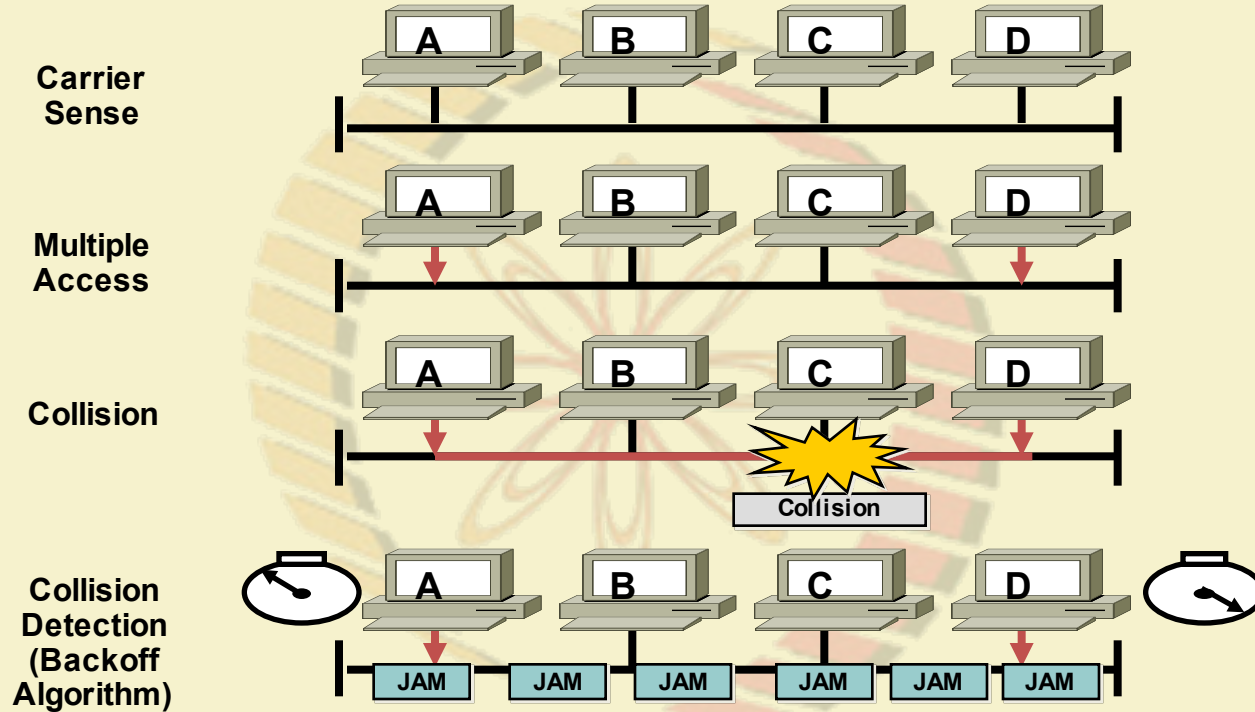 A B C D
Carrier
Sense
A B C D
Multiple
Access
A B C D
Collision
Collision
A B C D
Collision
Detection
(Backoff
Algorithm)
JAM JAM JAM JAM JAM JAM